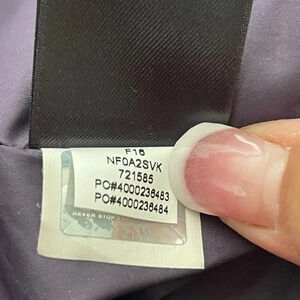 F16
NF0A2SVK
721585
PO#4000236483
PO#4000236484
NEVER STOP